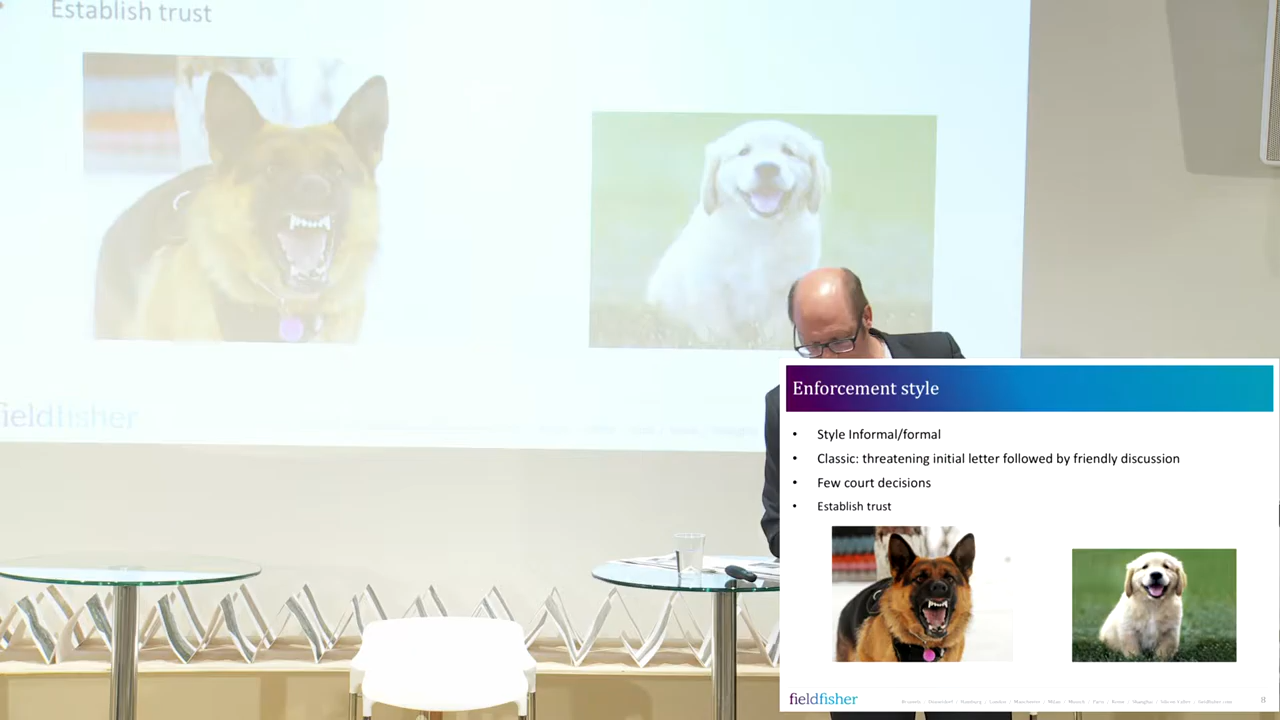 Establish trust
fieldfisher
Enforcement style
• Style Informal/formal
• Classic: threatening initial letter followed by friendly discussion
• Few court decisions
• Establish trust
fieldfisher
8